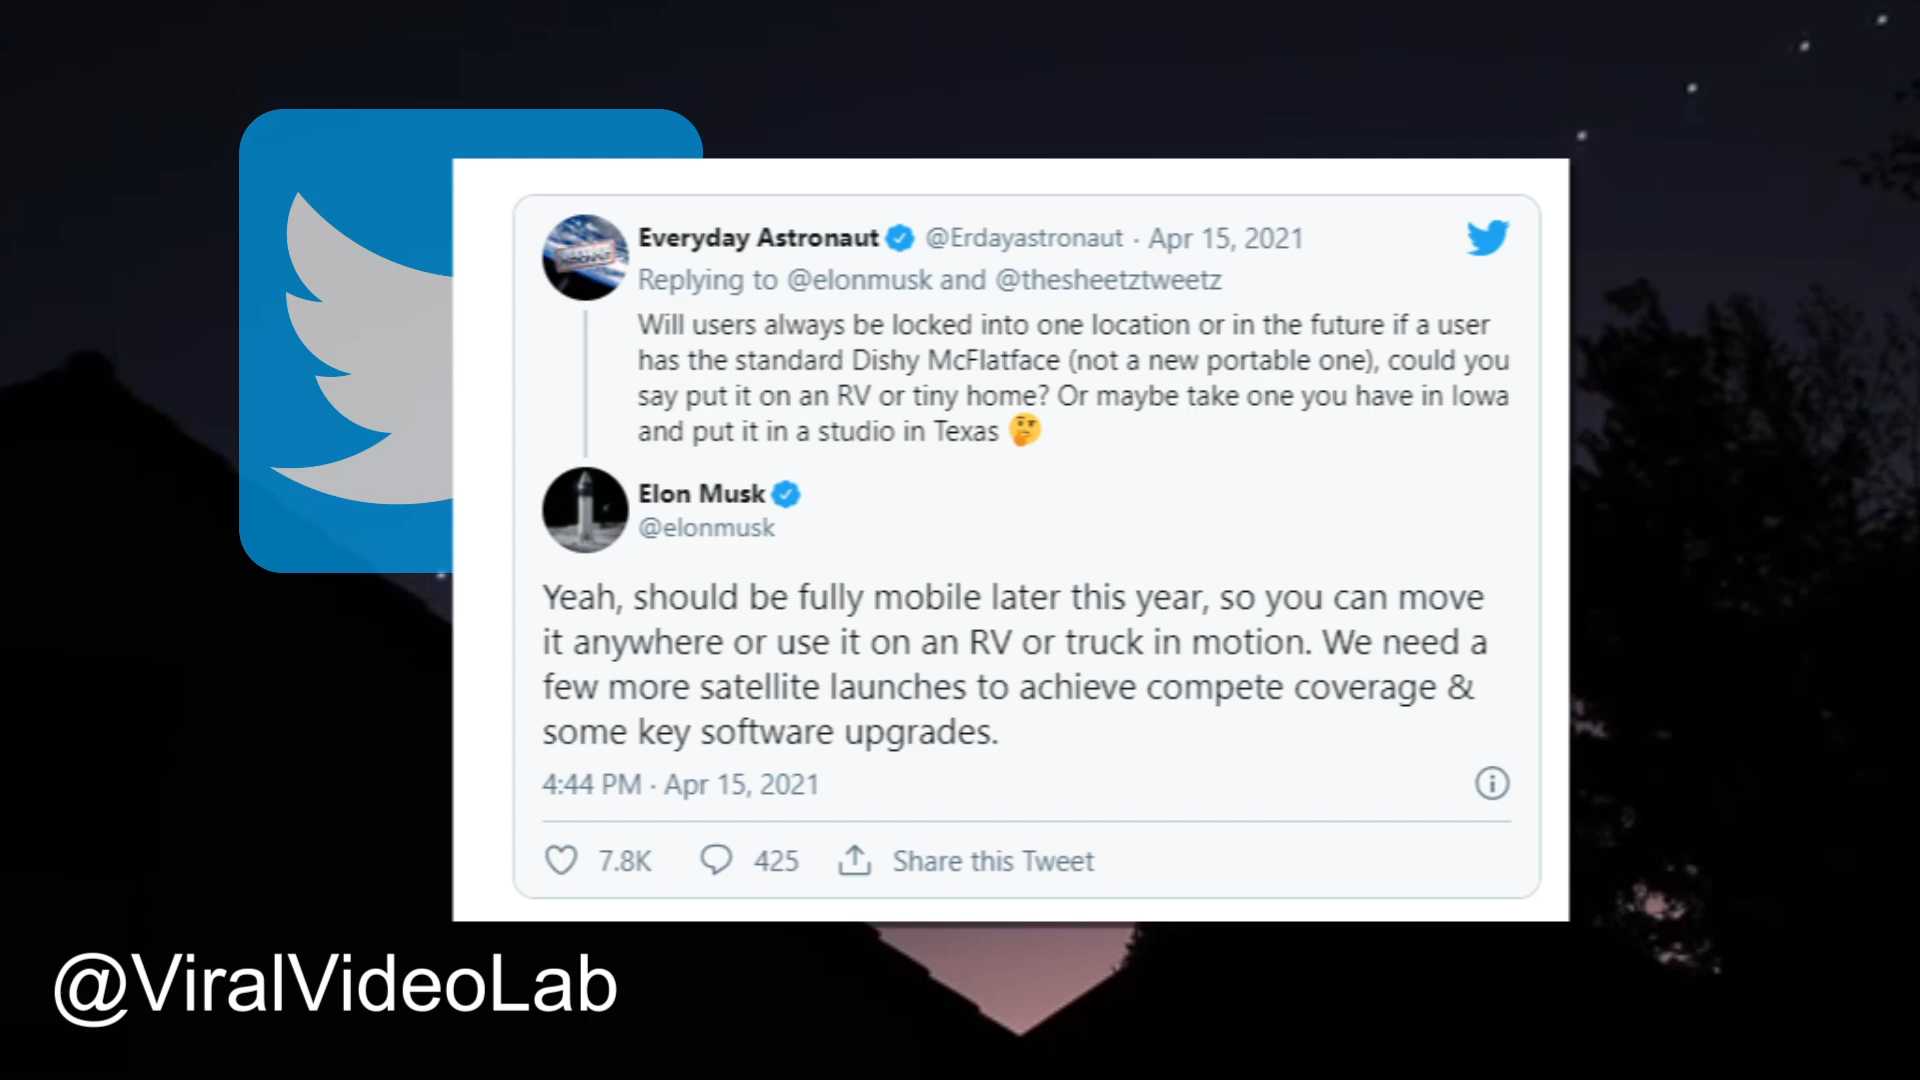 Everyday Astronaut @Erdayastronaut · Apr 15, 2021
Replying to @elonmusk and @thesheetztweetz
Will users always be locked into one location or in the future if a user
has the standard Dishy McFlatface (not a new portable one), could you
say put it on an RV or tiny home? Or maybe take one you have in Iowa
and put it in a studio in Texas 🤔
Elon Musk
@elonmusk
Yeah, should be fully mobile later this year, so you can move
it anywhere or use it on an RV or truck in motion. We need a
few more satellite launches to achieve compete coverage &
some key software upgrades.
4:44 PM · Apr 15, 2021
7.8K 425 Share this Tweet
@ViralVideoLab